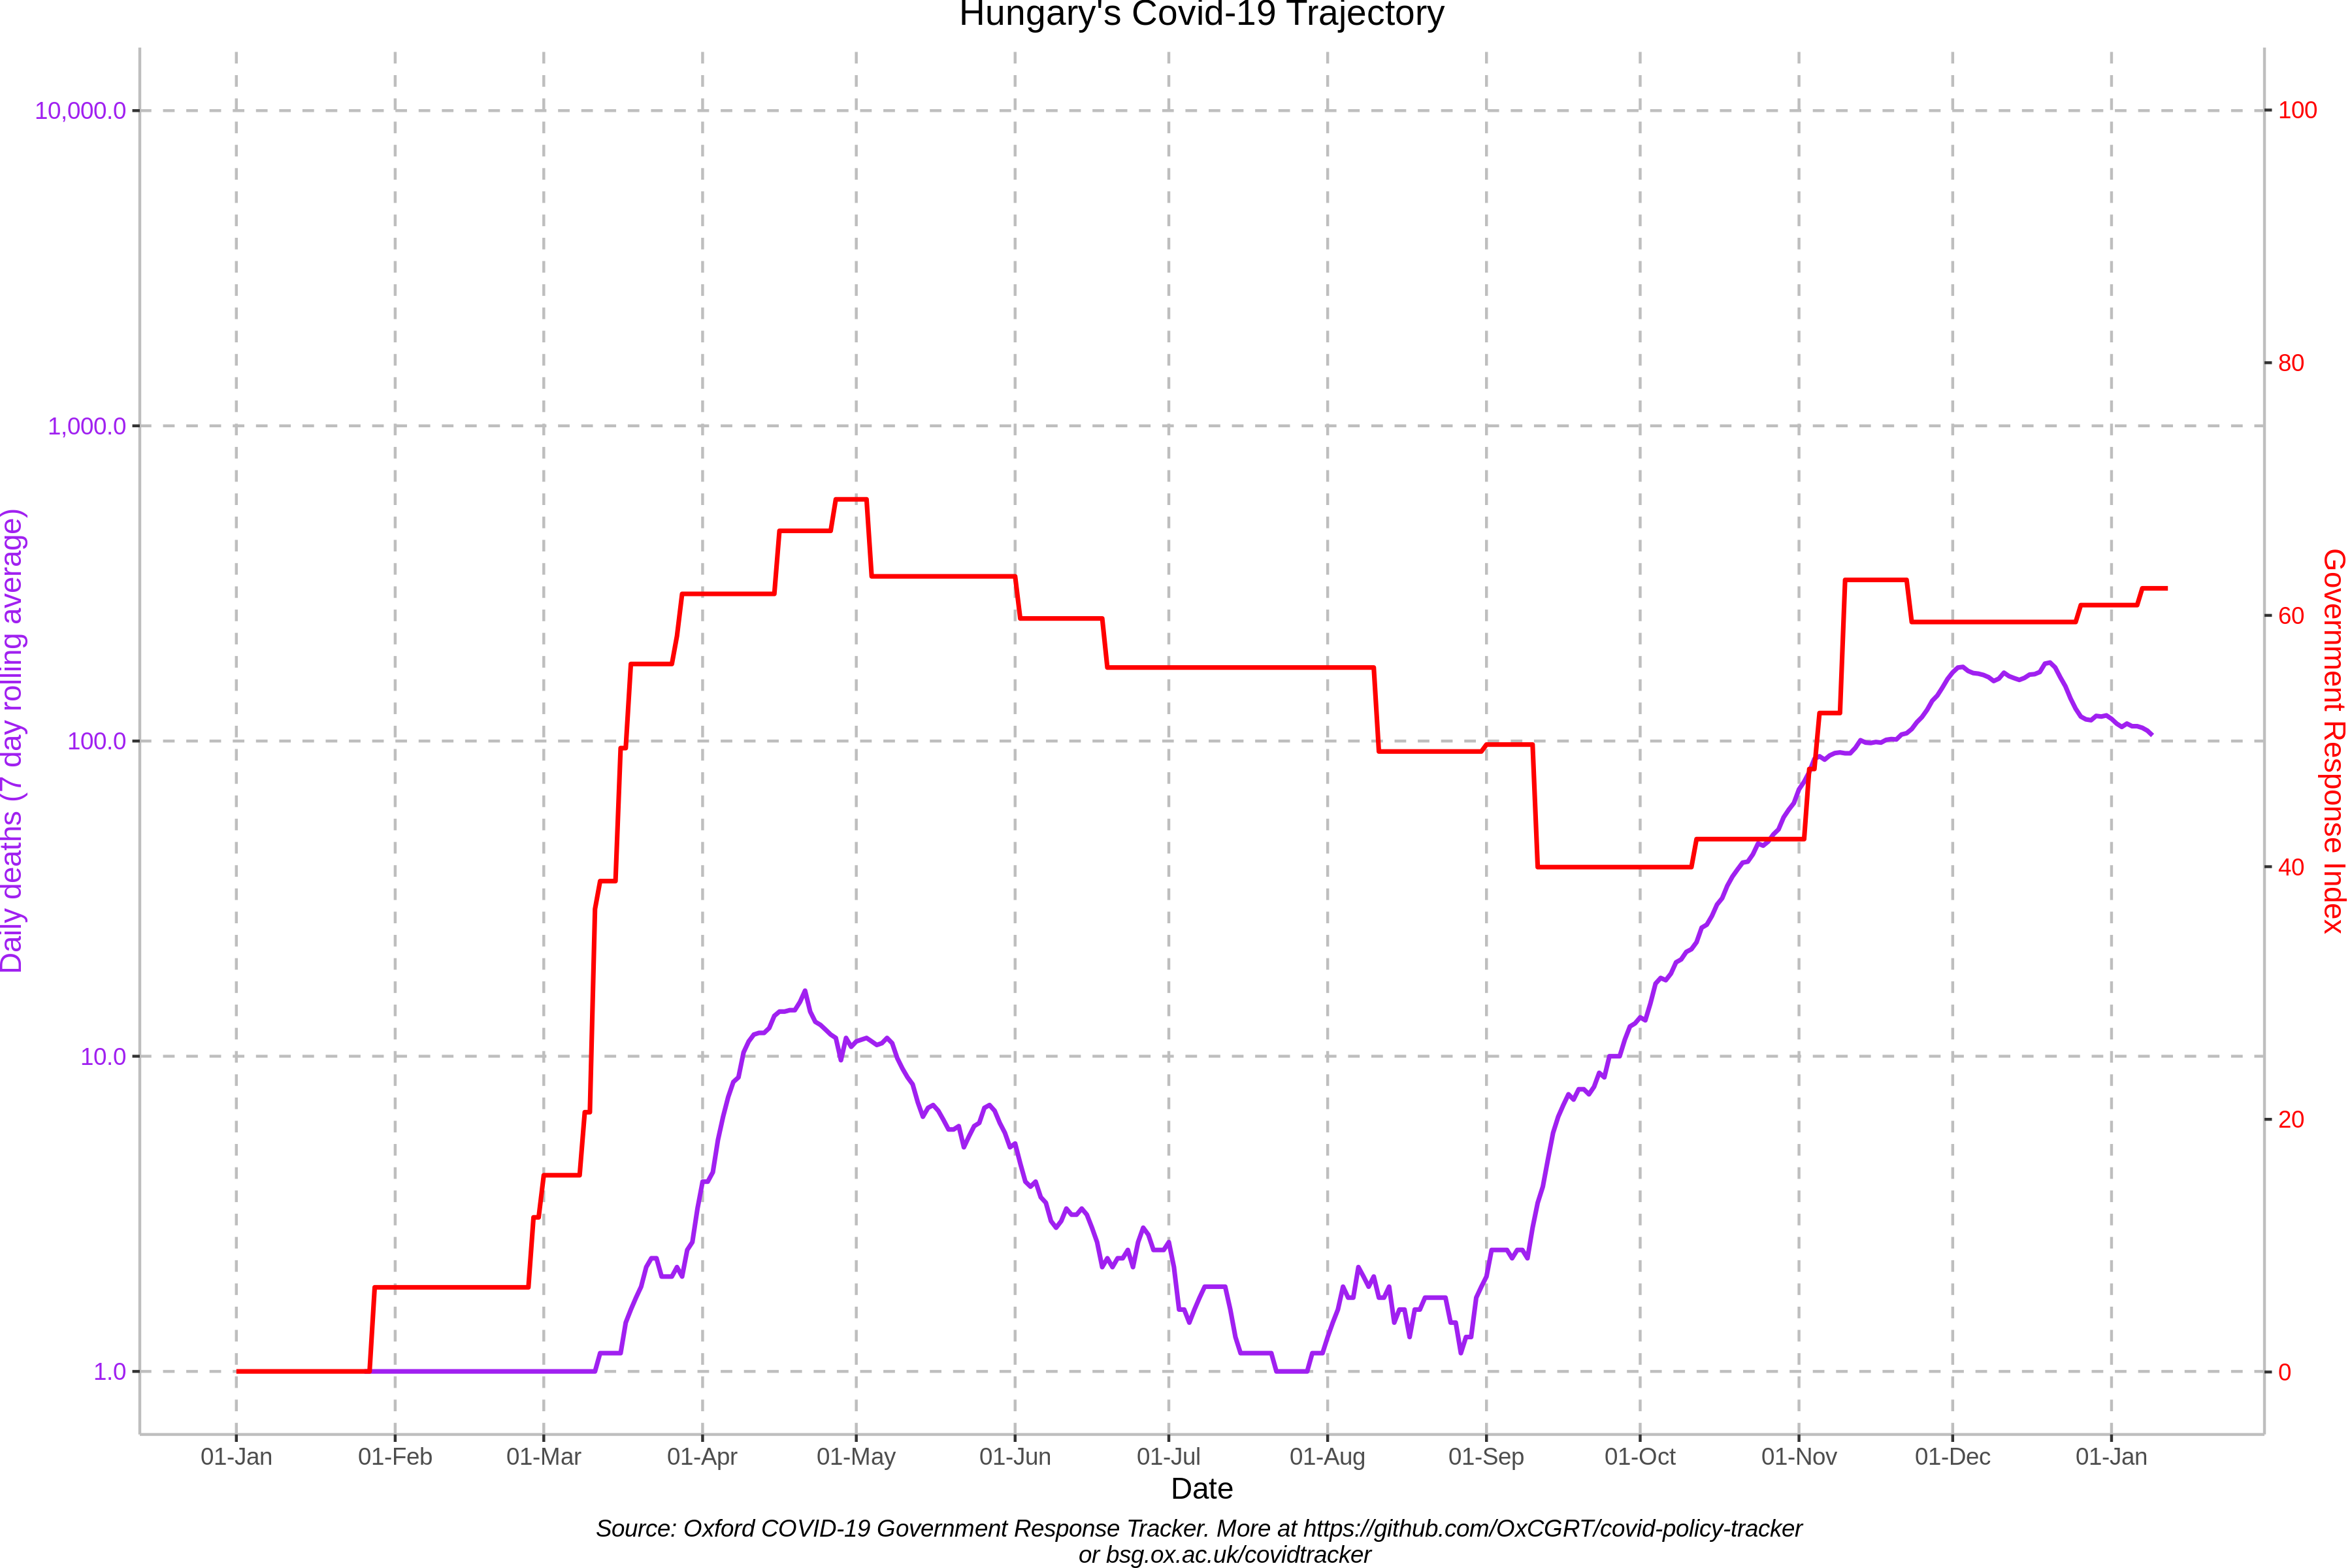 Hungary's Covid-19 Trajectory
10,000.0
1,000.0
100.0
10.0
1.0
Daily deaths (7 day rolling average)
100
80
60
40
20
0
Government Response Index
01-Jan 01-Feb 01-Mar 01-Apr 01-May 01-Jun 01-Jul 01-Aug 01-Sep 01-Oct 01-Nov 01-Dec 01-Jan
Date
Source: Oxford COVID-19 Government Response Tracker. More at https://github.com/OxCGRT/covid-policy-tracker
or bsg.ox.ac.uk/covidtracker